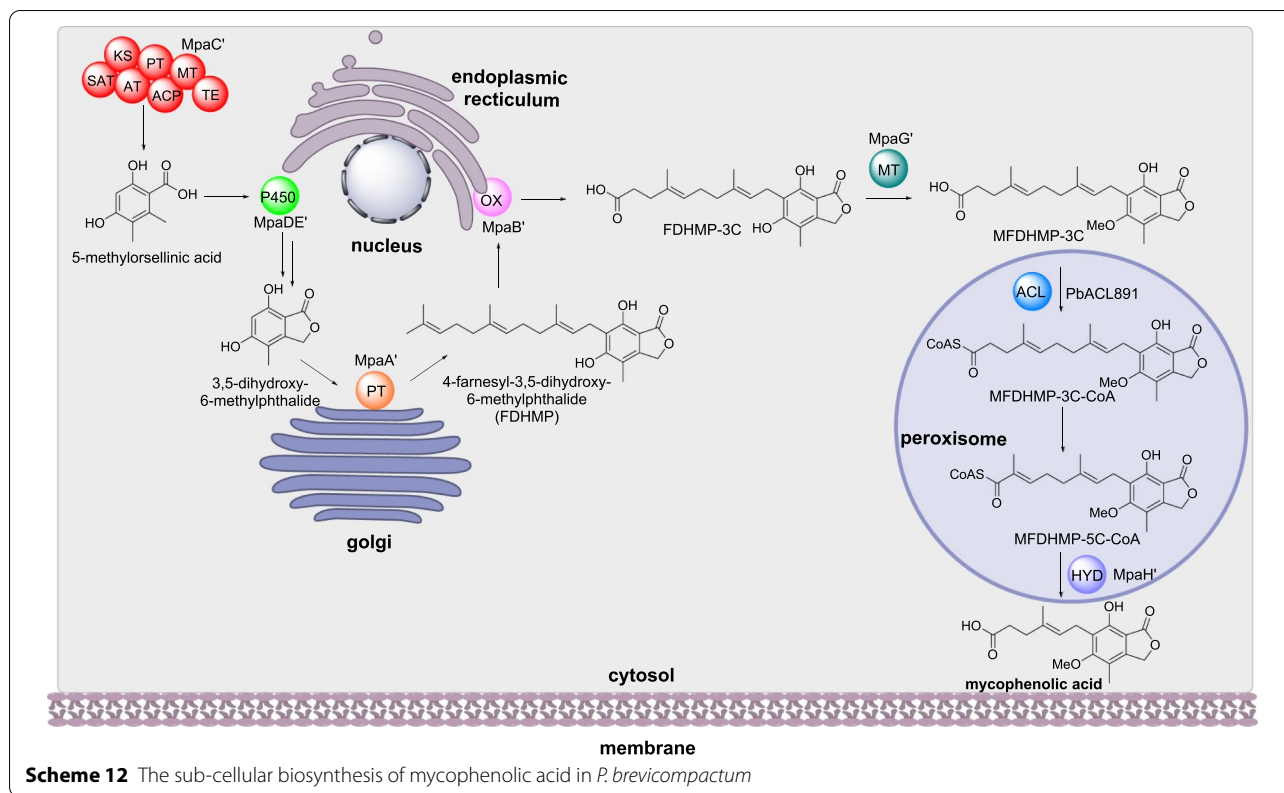 MpaC'
KS
PT
MT
SAT
AT
ACP
TE
endoplasmic
recticulum
OH
O
OH
HO
5-methylorsellinic acid
P450
MpaDE'
nucleus
OX
MpaB'
HO
O
OH
O
O
HO
FDHMP-3C
MpaG'
MT
HO
O
OH
O
O
MeO
MFDHMP-3C
OH
O
O
HO
3,5-dihydroxy-
6-methylphthalide
MpaA'
PT
OH
O
O
HO
4-farnesyl-3,5-dihydroxy-
6-methylphthalide
(FDHMP)
golgi
ACL
PbACL891
CoAS
O
OH
O
O
MeO
MFDHMP-3C-CoA
peroxisome
CoAS
O
OH
O
O
MeO
MFDHMP-5C-CoA
HYD
MpaH'
HO
O
OH
O
O
MeO
mycophenolic acid
cytosol
membrane
Scheme 12 The sub-cellular biosynthesis of mycophenolic acid in P. brevicompactum